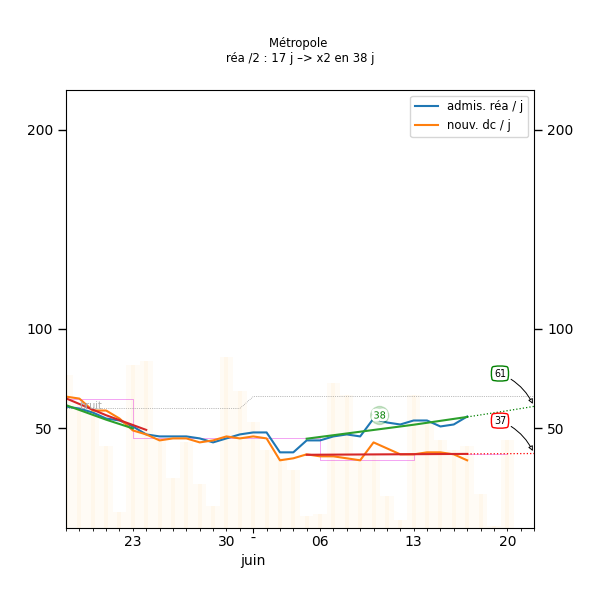 Métropole
réa /2 : 17 j –> x2 en 38 j
admis. réa / j
nouv. dc / j
200
200
100
100
61
38
37
50
50
23
30
06
13
20
juin